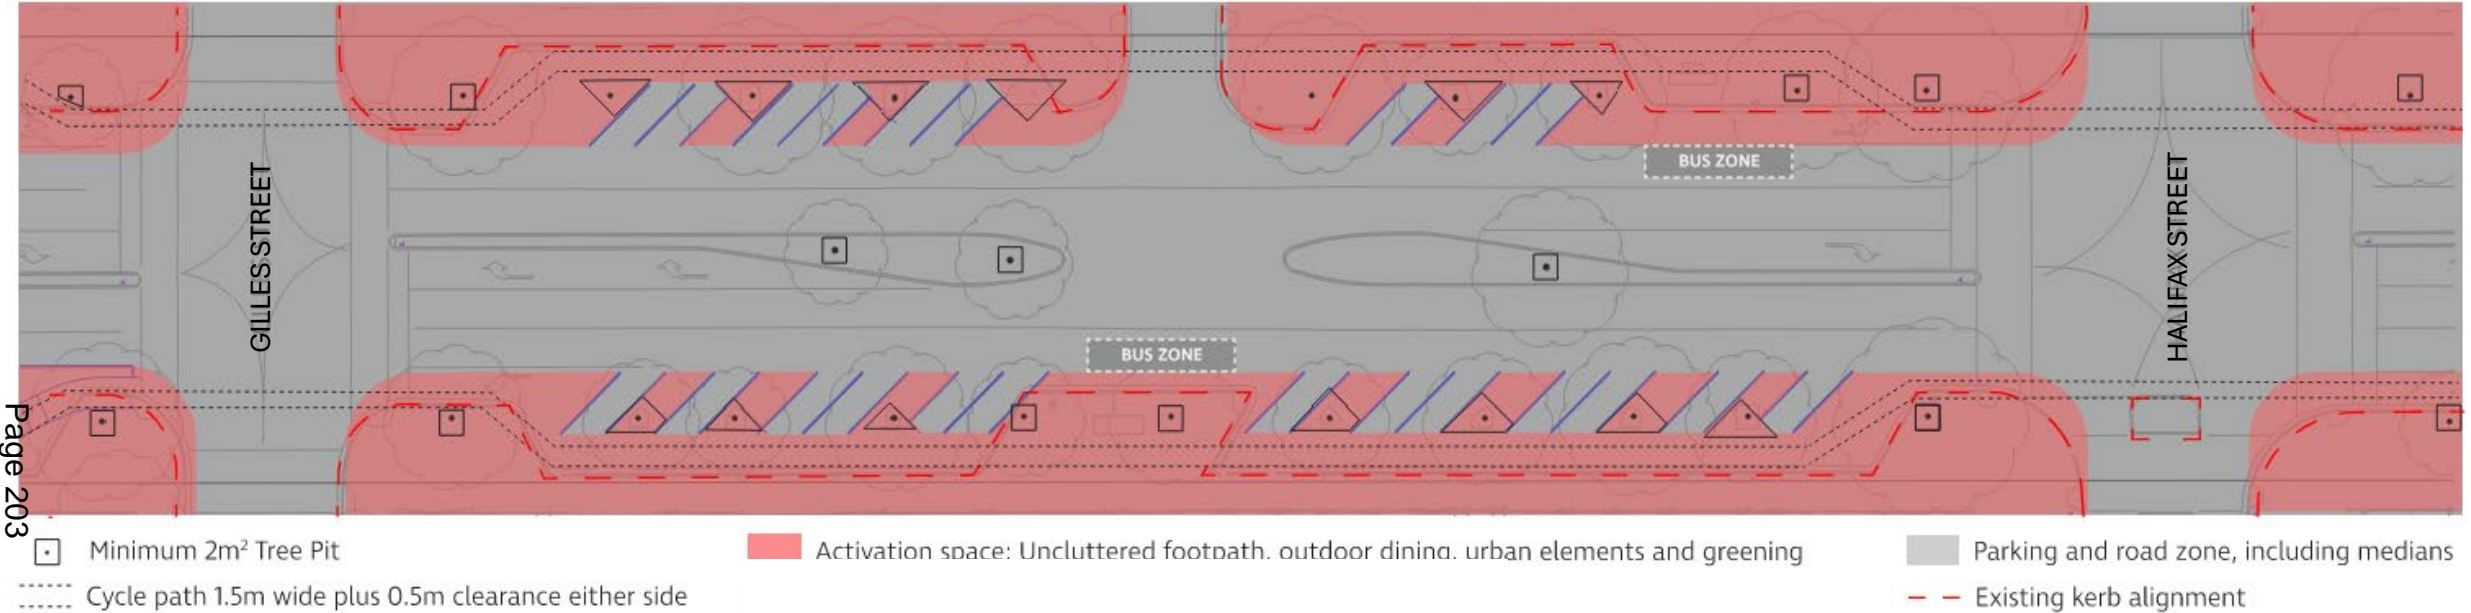 BUS ZONE
GILLES STREET
HALIFAX STREET
BUS ZONE
Page 203
Minimum 2m² Tree Pit
Activation space: Uncluttered footpath, outdoor dining, urban elements and greening
Parking and road zone, including medians
Cycle path 1.5m wide plus 0.5m clearance either side
Existing kerb alignment